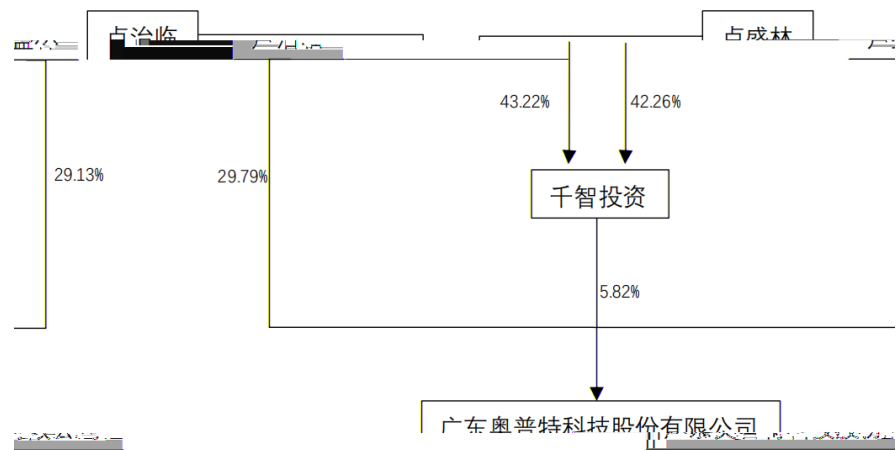 卢治临
卢盛林
43.22%
42.26%
29.13%
29.79%
千智投资
5.82%
广东奥普特科技股份有限公司